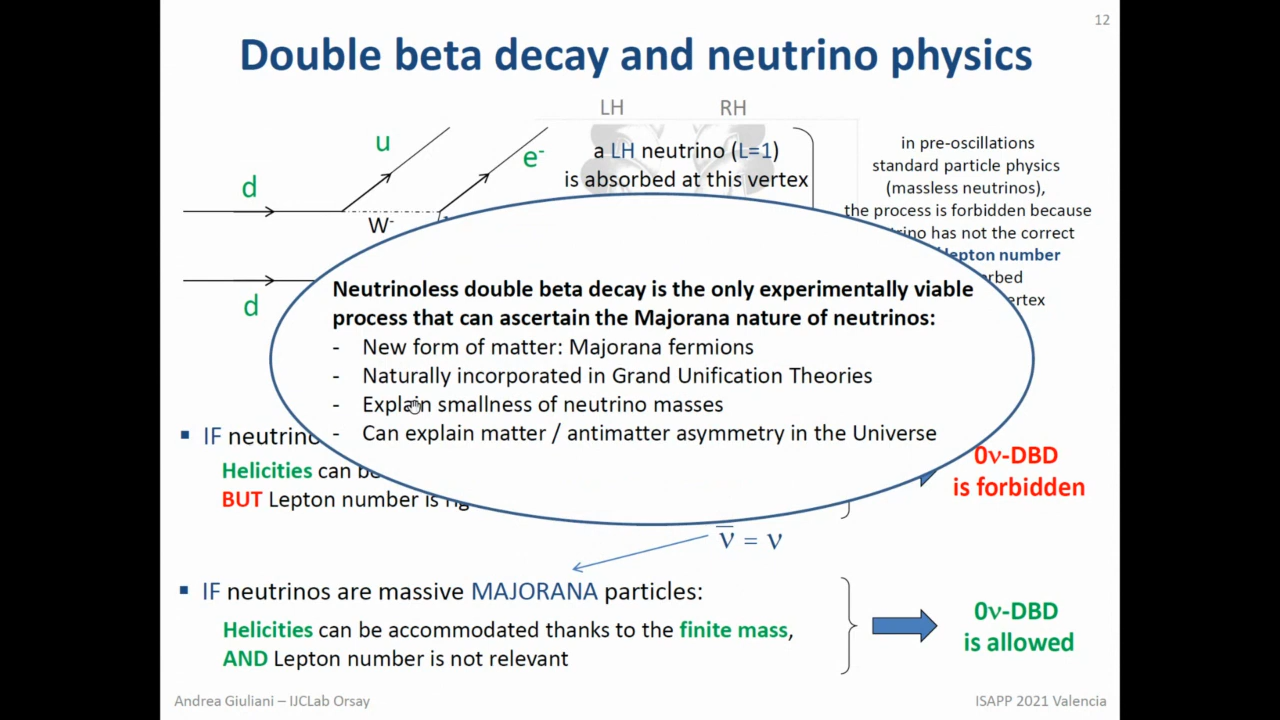 12
Double beta decay and neutrino physics
LH RH
u
e-
d
a LH neutrino (L=1)
is absorbed at this vertex
W-
d
in pre-oscillations
standard particle physics
(massless neutrinos),
the process is forbidden because
has not the correct
lepton number
Neutrinoless double beta decay is the only experimentally viable
process that can ascertain the Majorana nature of neutrinos:
- New form of matter: Majorana fermions
- Naturally incorporated in Grand Unification Theories
- Explain smallness of neutrino masses
- Can explain matter / antimatter asymmetry in the Universe
▪ IF
Helicities can
BUT Lepton number is
0ν-DBD
is forbidden
ν̅ = ν
▪ IF neutrinos are massive MAJORANA particles:
Helicities can be accommodated thanks to the finite mass,
AND Lepton number is not relevant
0ν-DBD
is allowed
Andrea Giuliani – IJCLab Orsay
ISAPP 2021 Valencia